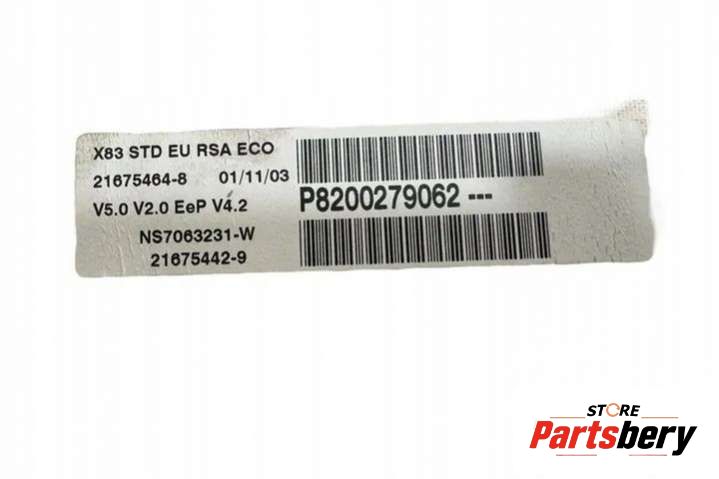 X83 STD EU RSA ECO
21675464-8 01/11/03
V5.0 V2.0 EeP V4.2
NS7063231-W
21675442-9
P8200279062 ---
STORE
Partsbery